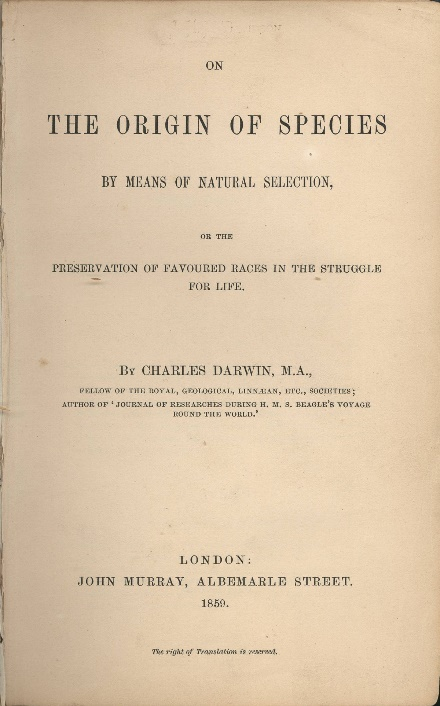 ON
THE ORIGIN OF SPECIES
BY MEANS OF NATURAL SELECTION,
OR THE
PRESERVATION OF FAVOURED RACES IN THE STRUGGLE
FOR LIFE.
By CHARLES DARWIN, M.A.,
FELLOW OF THE ROYAL, GEOLOGICAL, LINNÆAN, ETC., SOCIETIES;
AUTHOR OF ‘JOURNAL OF RESEARCHES DURING H. M. S. BEAGLE’S VOYAGE
ROUND THE WORLD.’
LONDON:
JOHN MURRAY, ALBEMARLE STREET.
1859.
The right of Translation is reserved.